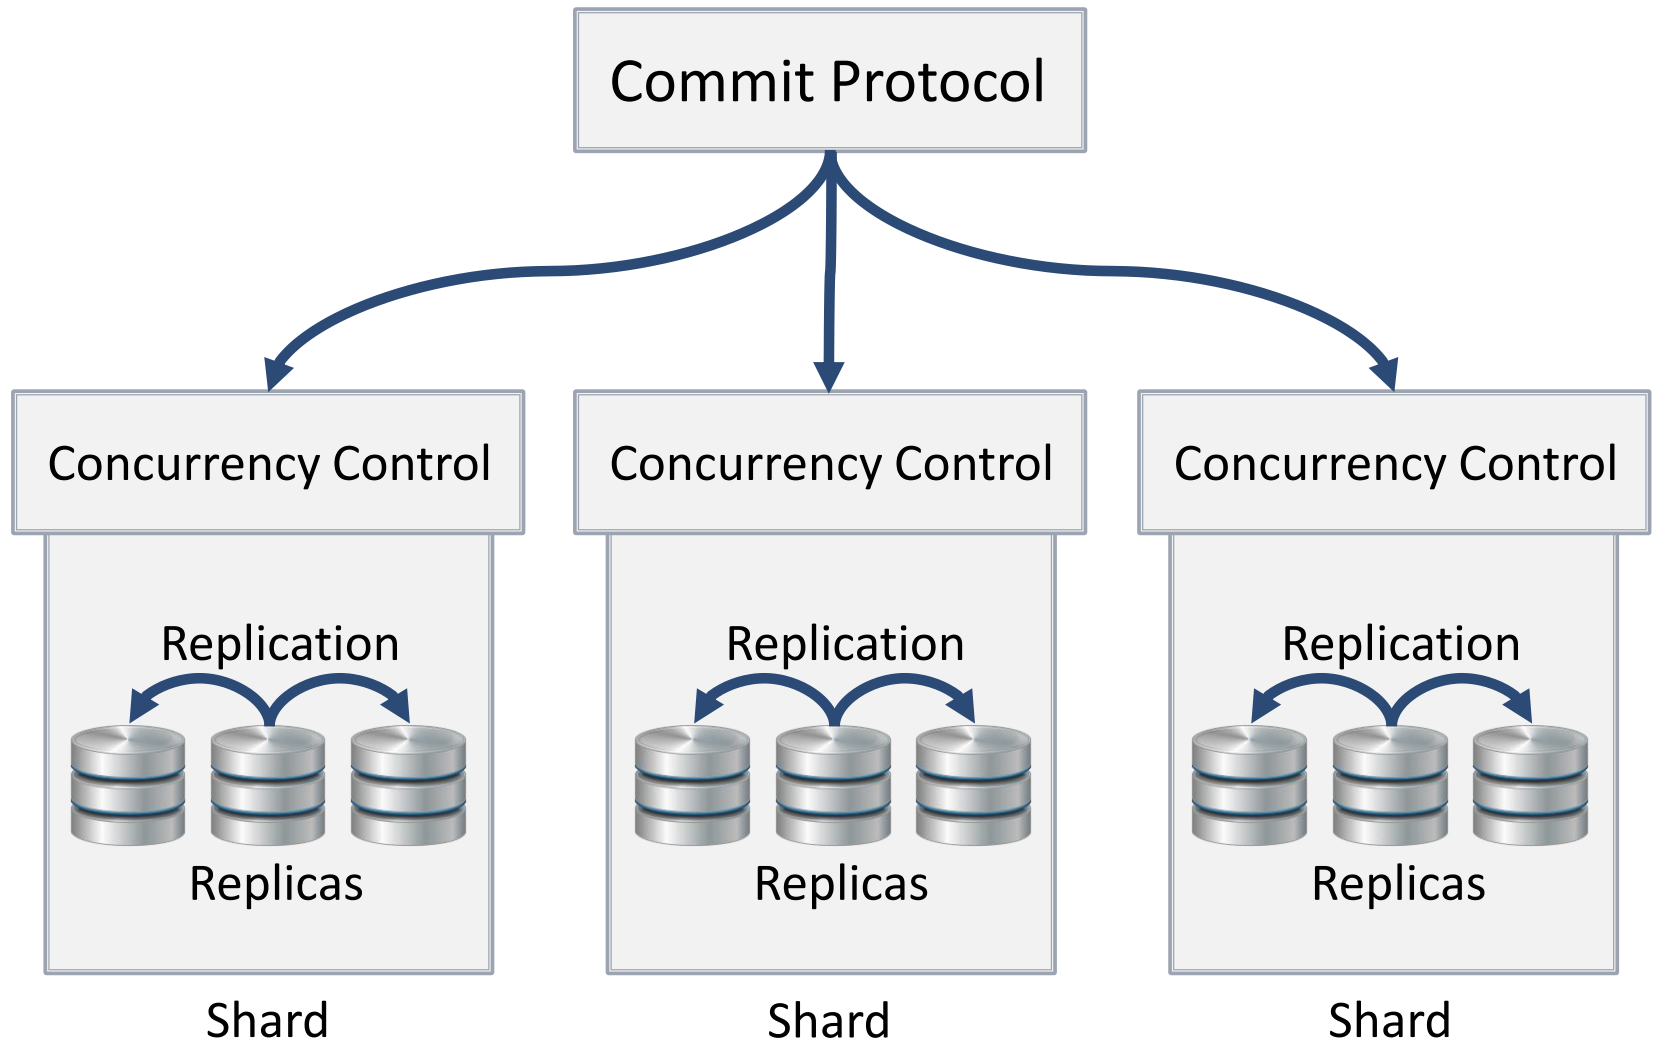 Commit Protocol
Concurrency Control
Concurrency Control
Concurrency Control
Replication
Replication
Replication
Replicas
Replicas
Replicas
Shard
Shard
Shard